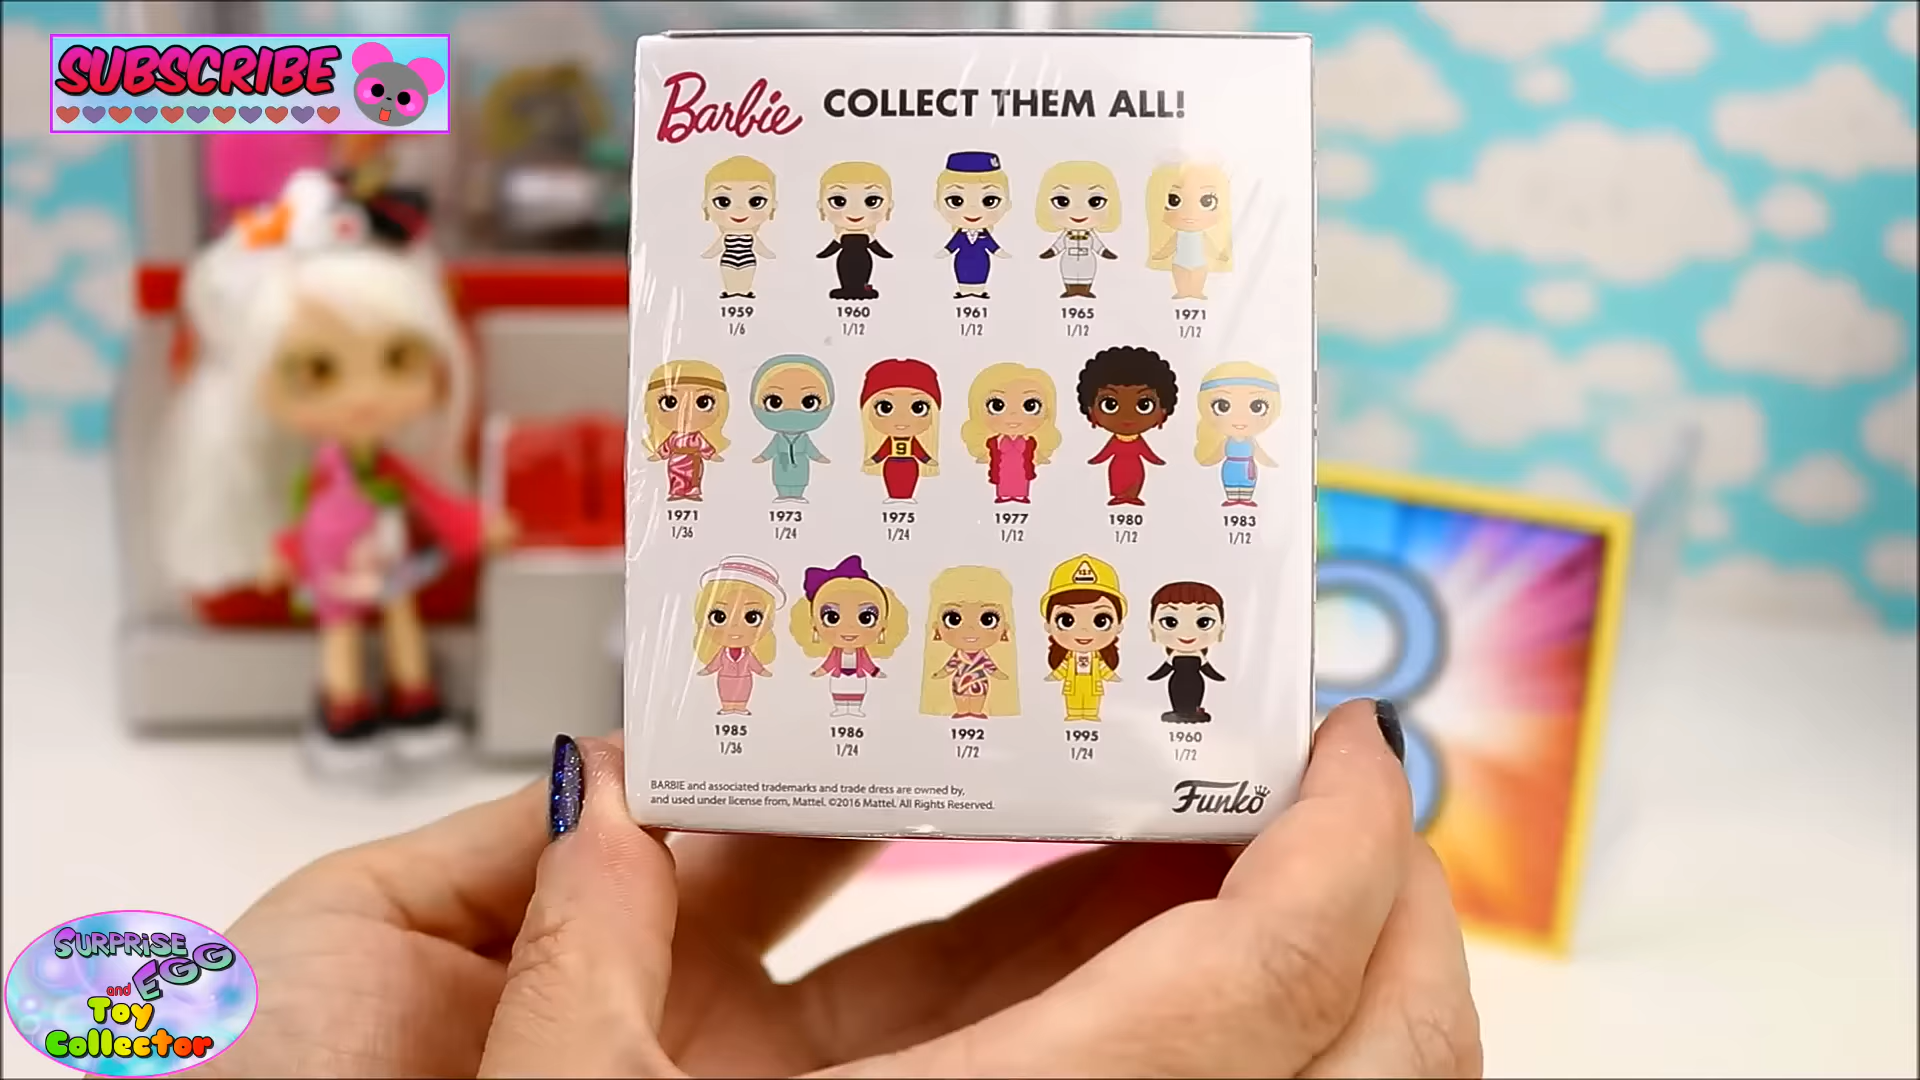 SUBSCRIBE
Barbie COLLECT THEM ALL!
1959 1960 1961 1965 1971
1/6 1/12 1/12 1/12 1/12
9
1971 1973 1975 1977 1980 1983
1/36 1/24 1/24 1/12 1/12 1/12
1985 1986 1992 1995 1960
1/36 1/24 1/72 1/24 1/72
BARBIE and associated trademarks and trade dress are owned by,
and used under license from, Mattel. ©2016 Mattel. All Rights Reserved.
Funko
SURPRiSE
EGG
and
Toy
Collector